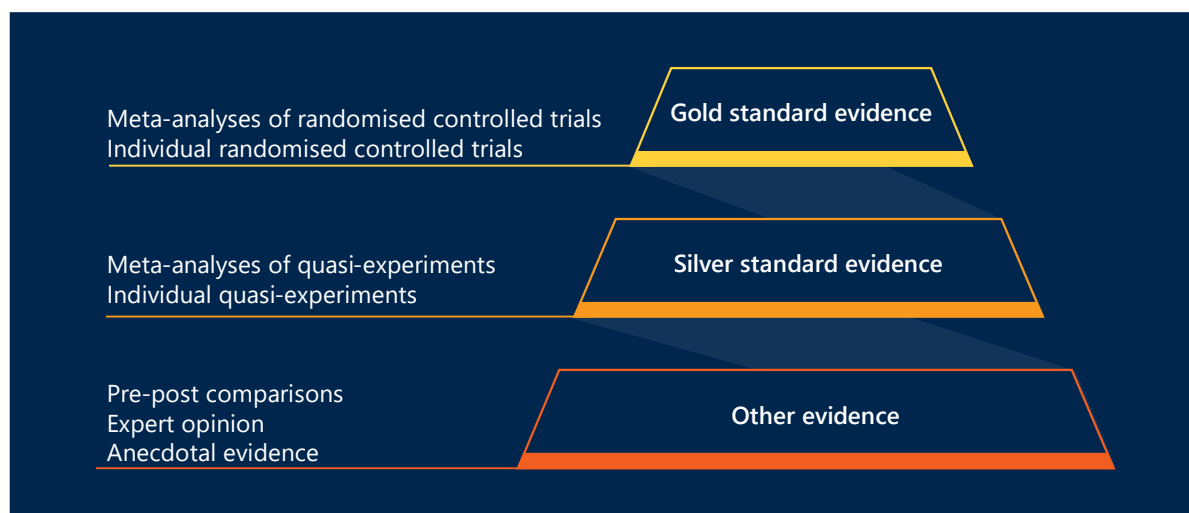 Meta-analyses of randomised controlled trials
Individual randomised controlled trials
Gold standard evidence
Meta-analyses of quasi-experiments
Individual quasi-experiments
Silver standard evidence
Pre-post comparisons
Expert opinion
Anecdotal evidence
Other evidence